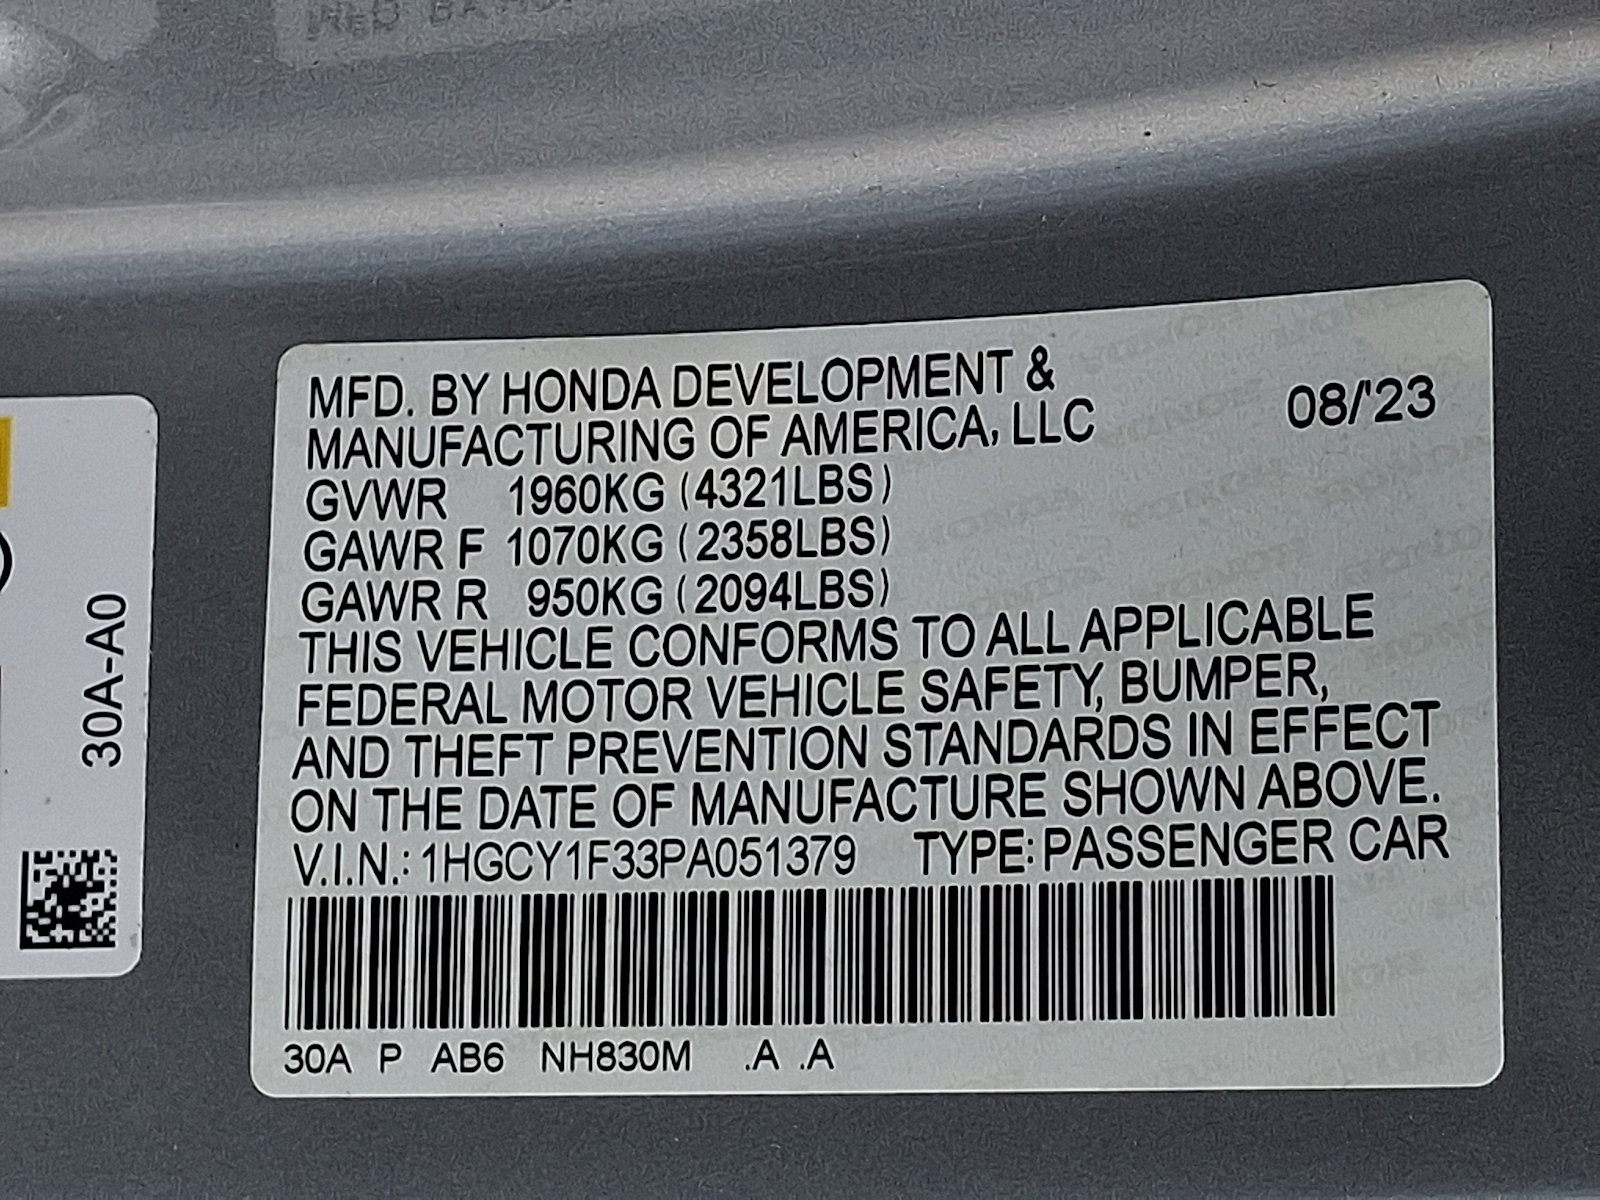 MFD. BY HONDA DEVELOPMENT &
MANUFACTURING OF AMERICA, LLC 08/'23
GVWR 1960KG (4321LBS)
GAWR F 1070KG (2358LBS)
GAWR R 950KG (2094LBS)
THIS VEHICLE CONFORMS TO ALL APPLICABLE
FEDERAL MOTOR VEHICLE SAFETY, BUMPER,
AND THEFT PREVENTION STANDARDS IN EFFECT
ON THE DATE OF MANUFACTURE SHOWN ABOVE.
V.I.N.: 1HGCY1F33PA051379 TYPE: PASSENGER CAR
30A P AB6 NH830M .A .A
30A-A0